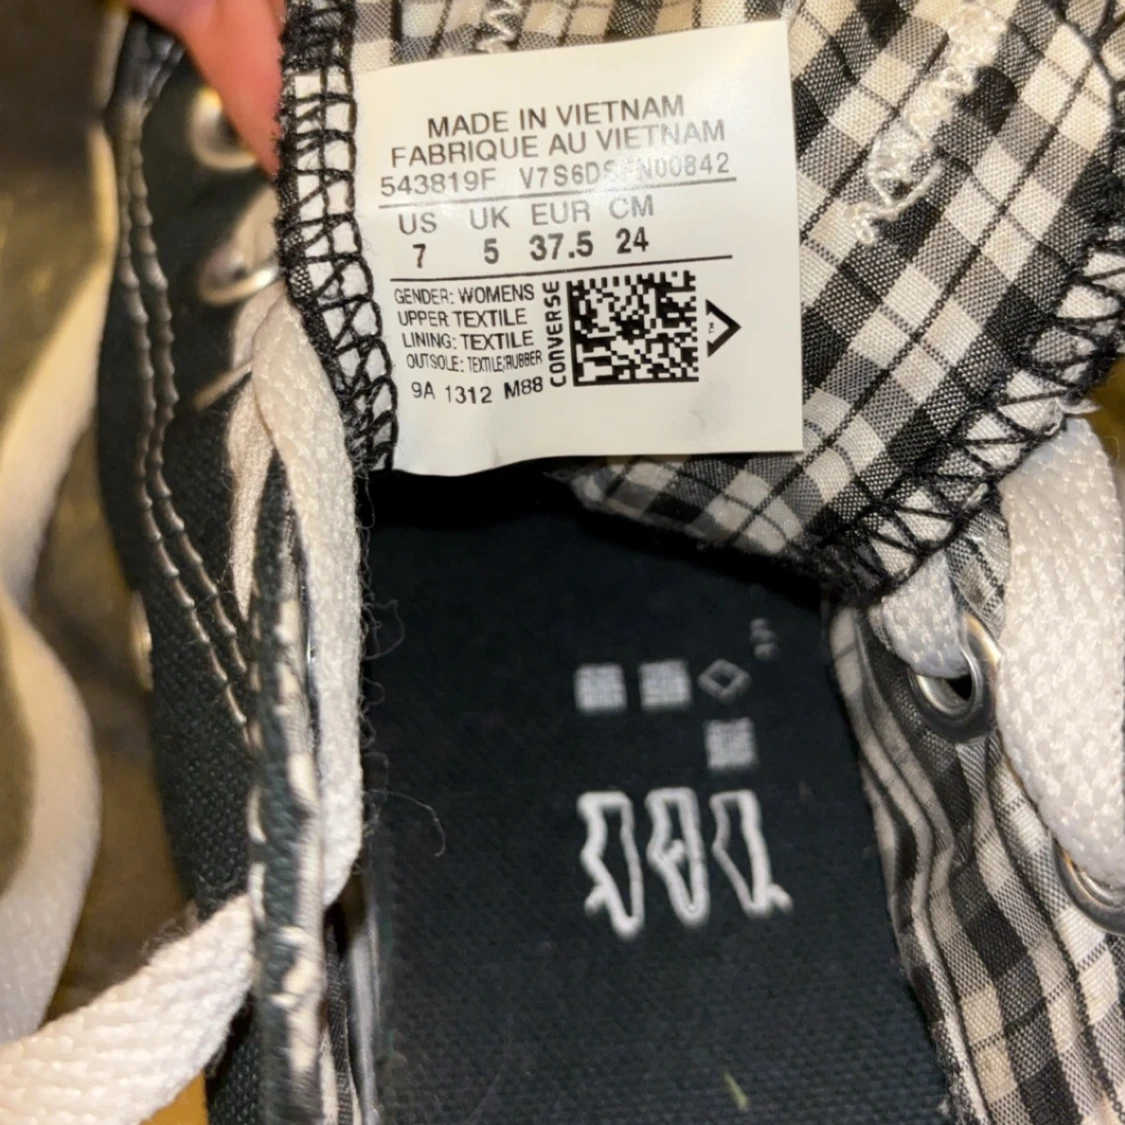 MADE IN VIETNAM
FABRIQUE AU VIETNAM
543819F
US UK EUR CM
7 5 37.5 24
GENDER: WOMENS
UPPER TEXTILE
LINING: TEXTILE
OUTSOLE: TEXTILE/RUBBER
9A 1312 M88
CONVERSE
TM